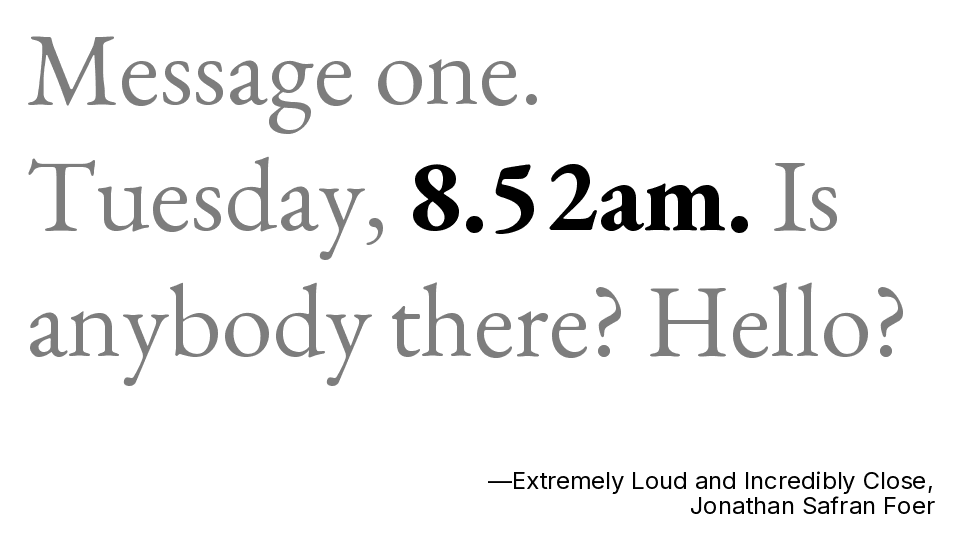 Message one.
Tuesday, 8.52am. Is
anybody there? Hello?
—Extremely Loud and Incredibly Close,
Jonathan Safran Foer